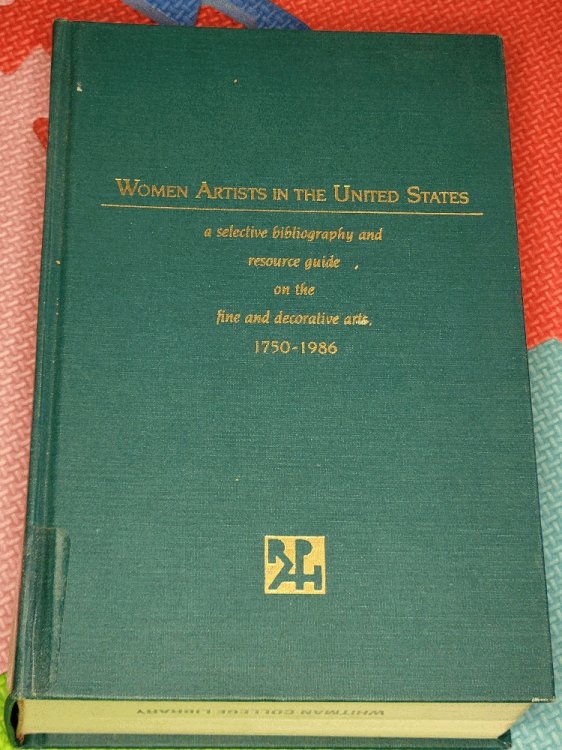 WOMEN ARTISTS IN THE UNITED STATES
a selective bibliography and
resource guide
on the
fine and decorative arts,
1750-1986
RPAH
WHITMAN COLLEGE LIBRARY